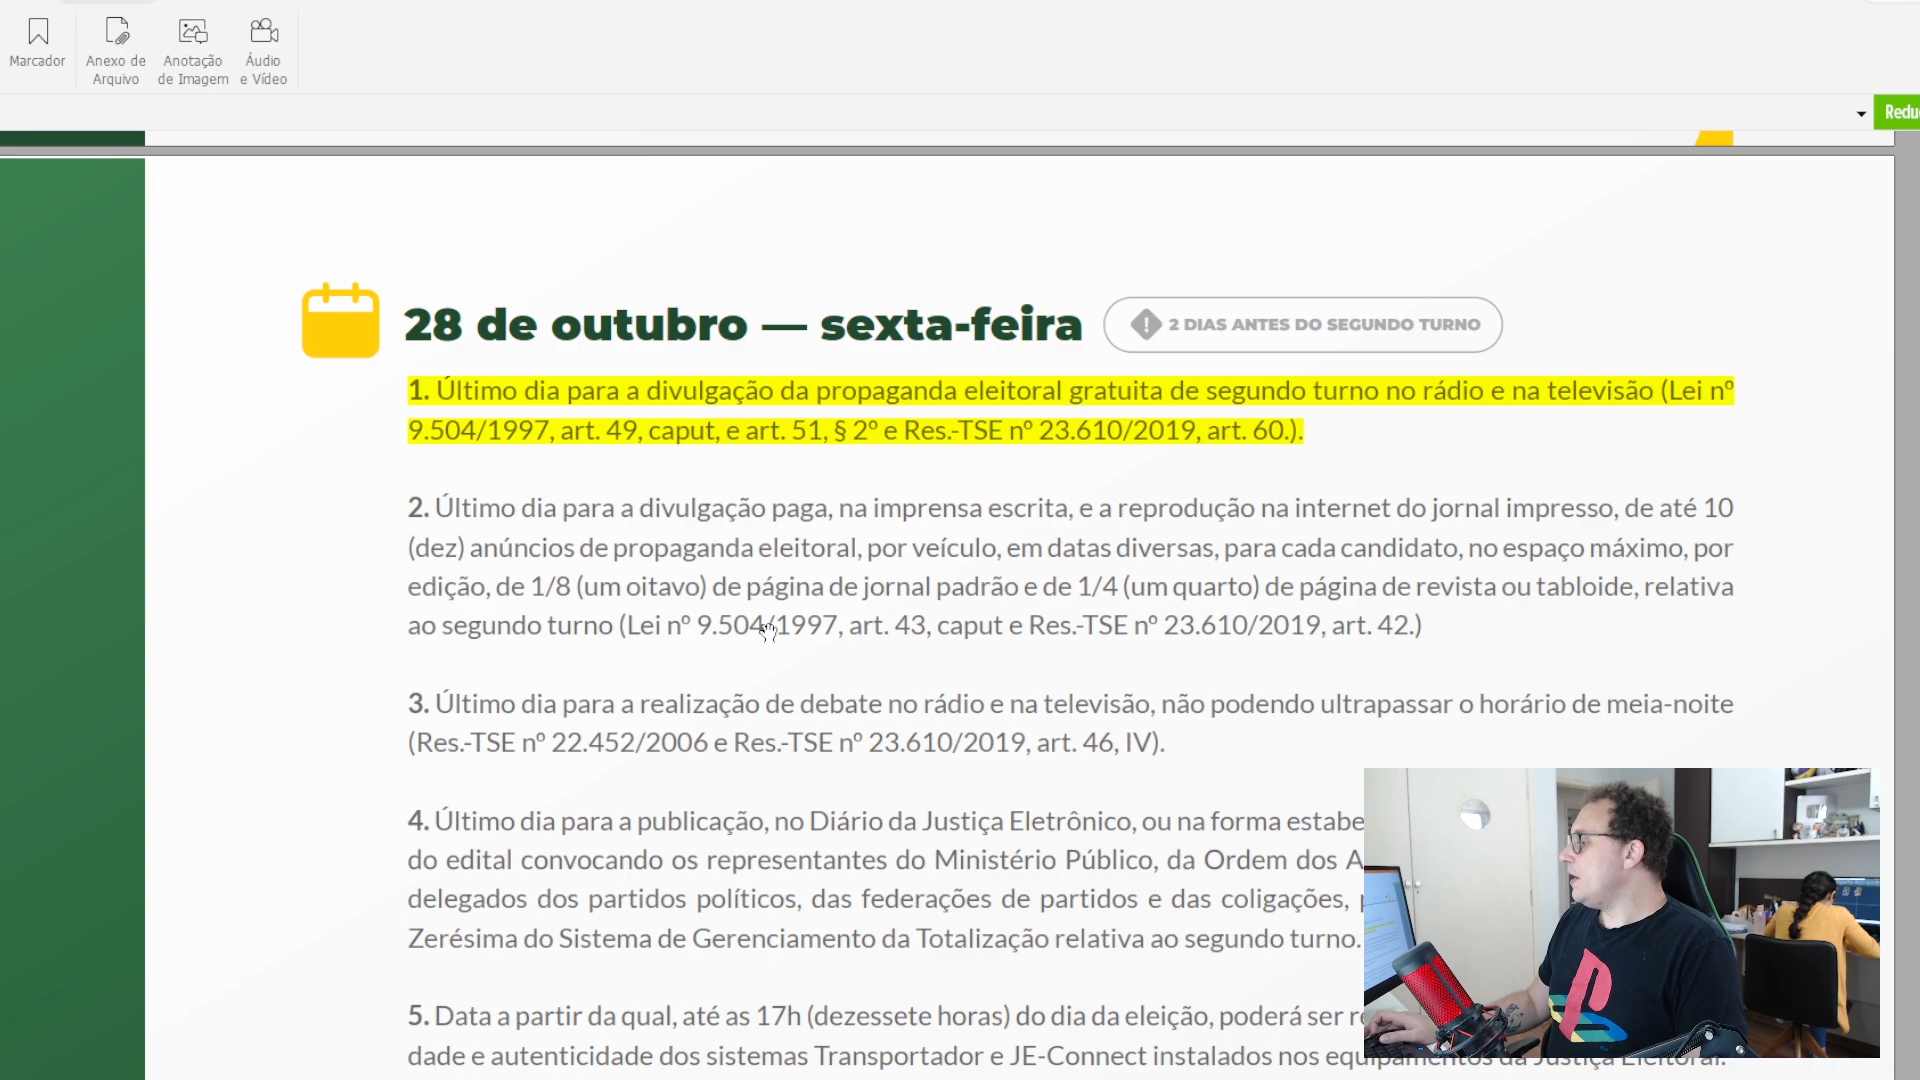 Marcador
Anexo de
Arquivo
Anotação
de Imagem
Áudio
e Vídeo
28 de outubro — sexta-feira
2 DIAS ANTES DO SEGUNDO TURNO
1. Último dia para a divulgação da propaganda eleitoral gratuita de segundo turno no rádio e na televisão (Lei nº
9.504/1997, art. 49, caput, e art. 51, § 2º e Res.-TSE nº 23.610/2019, art. 60.).
2. Último dia para a divulgação paga, na imprensa escrita, e a reprodução na internet do jornal impresso, de até 10
(dez) anúncios de propaganda eleitoral, por veículo, em datas diversas, para cada candidato, no espaço máximo, por
edição, de 1/8 (um oitavo) de página de jornal padrão e de 1/4 (um quarto) de página de revista ou tabloide, relativa
ao segundo turno (Lei nº 9.504/1997, art. 43, caput e Res.-TSE nº 23.610/2019, art. 42.)
3. Último dia para a realização de debate no rádio e na televisão, não podendo ultrapassar o horário de meia-noite
(Res.-TSE nº 22.452/2006 e Res.-TSE nº 23.610/2019, art. 46, IV).
4. Último dia para a publicação, no Diário da Justiça Eletrônico, ou na forma
do edital convocando os representantes do Ministério Público, da Ordem dos
delegados dos partidos políticos, das federações de partidos e das coligações,
Zerésima do Sistema de Gerenciamento da Totalização relativa ao segundo turno.
5. Data a partir da qual, até as 17h (dezessete horas) do dia da eleição, poderá ser
dade e autenticidade dos sistemas Transportador e JE-Connect instalados nos equipamentos da Justiça Eleitoral.